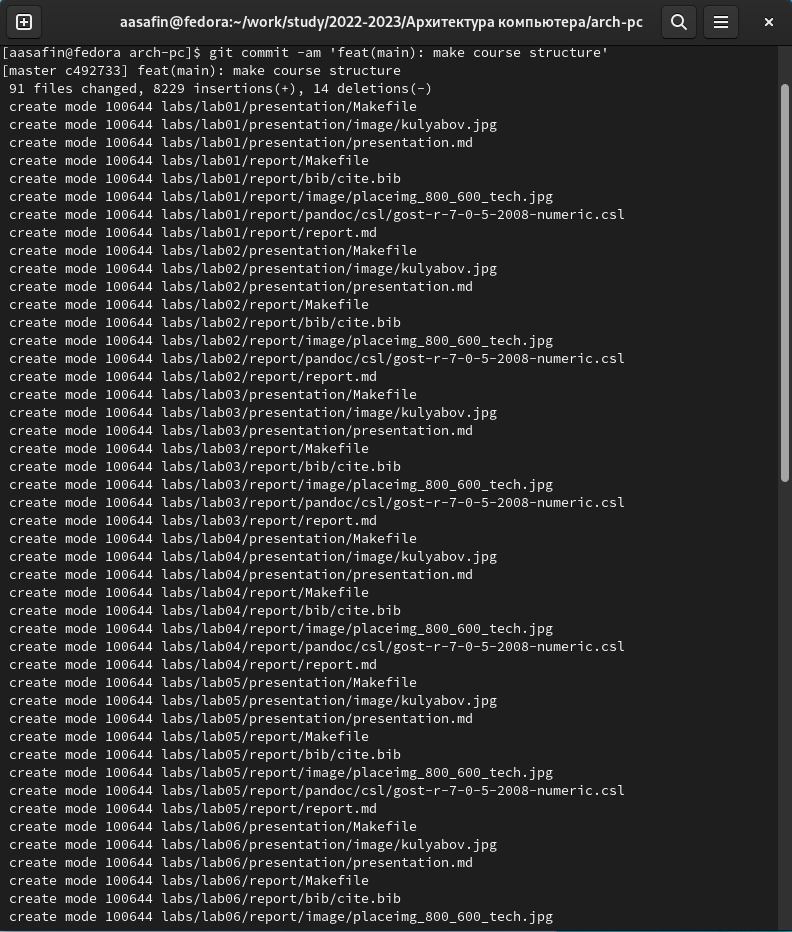 aasafin@fedora:~/work/study/2022-2023/Архитектура компьютера/arch-pc
[aasafin@fedora arch-pc]$ git commit -am 'feat(main): make course structure'
[master c492733] feat(main): make course structure
 91 files changed, 8229 insertions(+), 14 deletions(-)
 create mode 100644 labs/lab01/presentation/Makefile
 create mode 100644 labs/lab01/presentation/image/kulyabov.jpg
 create mode 100644 labs/lab01/presentation/presentation.md
 create mode 100644 labs/lab01/report/Makefile
 create mode 100644 labs/lab01/report/bib/cite.bib
 create mode 100644 labs/lab01/report/image/placeimg_800_600_tech.jpg
 create mode 100644 labs/lab01/report/pandoc/csl/gost-r-7-0-5-2008-numeric.csl
 create mode 100644 labs/lab01/report/report.md
 create mode 100644 labs/lab02/presentation/Makefile
 create mode 100644 labs/lab02/presentation/image/kulyabov.jpg
 create mode 100644 labs/lab02/presentation/presentation.md
 create mode 100644 labs/lab02/report/Makefile
 create mode 100644 labs/lab02/report/bib/cite.bib
 create mode 100644 labs/lab02/report/image/placeimg_800_600_tech.jpg
 create mode 100644 labs/lab02/report/pandoc/csl/gost-r-7-0-5-2008-numeric.csl
 create mode 100644 labs/lab02/report/report.md
 create mode 100644 labs/lab03/presentation/Makefile
 create mode 100644 labs/lab03/presentation/image/kulyabov.jpg
 create mode 100644 labs/lab03/presentation/presentation.md
 create mode 100644 labs/lab03/report/Makefile
 create mode 100644 labs/lab03/report/bib/cite.bib
 create mode 100644 labs/lab03/report/image/placeimg_800_600_tech.jpg
 create mode 100644 labs/lab03/report/pandoc/csl/gost-r-7-0-5-2008-numeric.csl
 create mode 100644 labs/lab03/report/report.md
 create mode 100644 labs/lab04/presentation/Makefile
 create mode 100644 labs/lab04/presentation/image/kulyabov.jpg
 create mode 100644 labs/lab04/presentation/presentation.md
 create mode 100644 labs/lab04/report/Makefile
 create mode 100644 labs/lab04/report/bib/cite.bib
 create mode 100644 labs/lab04/report/image/placeimg_800_600_tech.jpg
 create mode 100644 labs/lab04/report/pandoc/csl/gost-r-7-0-5-2008-numeric.csl
 create mode 100644 labs/lab04/report/report.md
 create mode 100644 labs/lab05/presentation/Makefile
 create mode 100644 labs/lab05/presentation/image/kulyabov.jpg
 create mode 100644 labs/lab05/presentation/presentation.md
 create mode 100644 labs/lab05/report/Makefile
 create mode 100644 labs/lab05/report/bib/cite.bib
 create mode 100644 labs/lab05/report/image/placeimg_800_600_tech.jpg
 create mode 100644 labs/lab05/report/pandoc/csl/gost-r-7-0-5-2008-numeric.csl
 create mode 100644 labs/lab05/report/report.md
 create mode 100644 labs/lab06/presentation/Makefile
 create mode 100644 labs/lab06/presentation/image/kulyabov.jpg
 create mode 100644 labs/lab06/presentation/presentation.md
 create mode 100644 labs/lab06/report/Makefile
 create mode 100644 labs/lab06/report/bib/cite.bib
 create mode 100644 labs/lab06/report/image/placeimg_800_600_tech.jpg